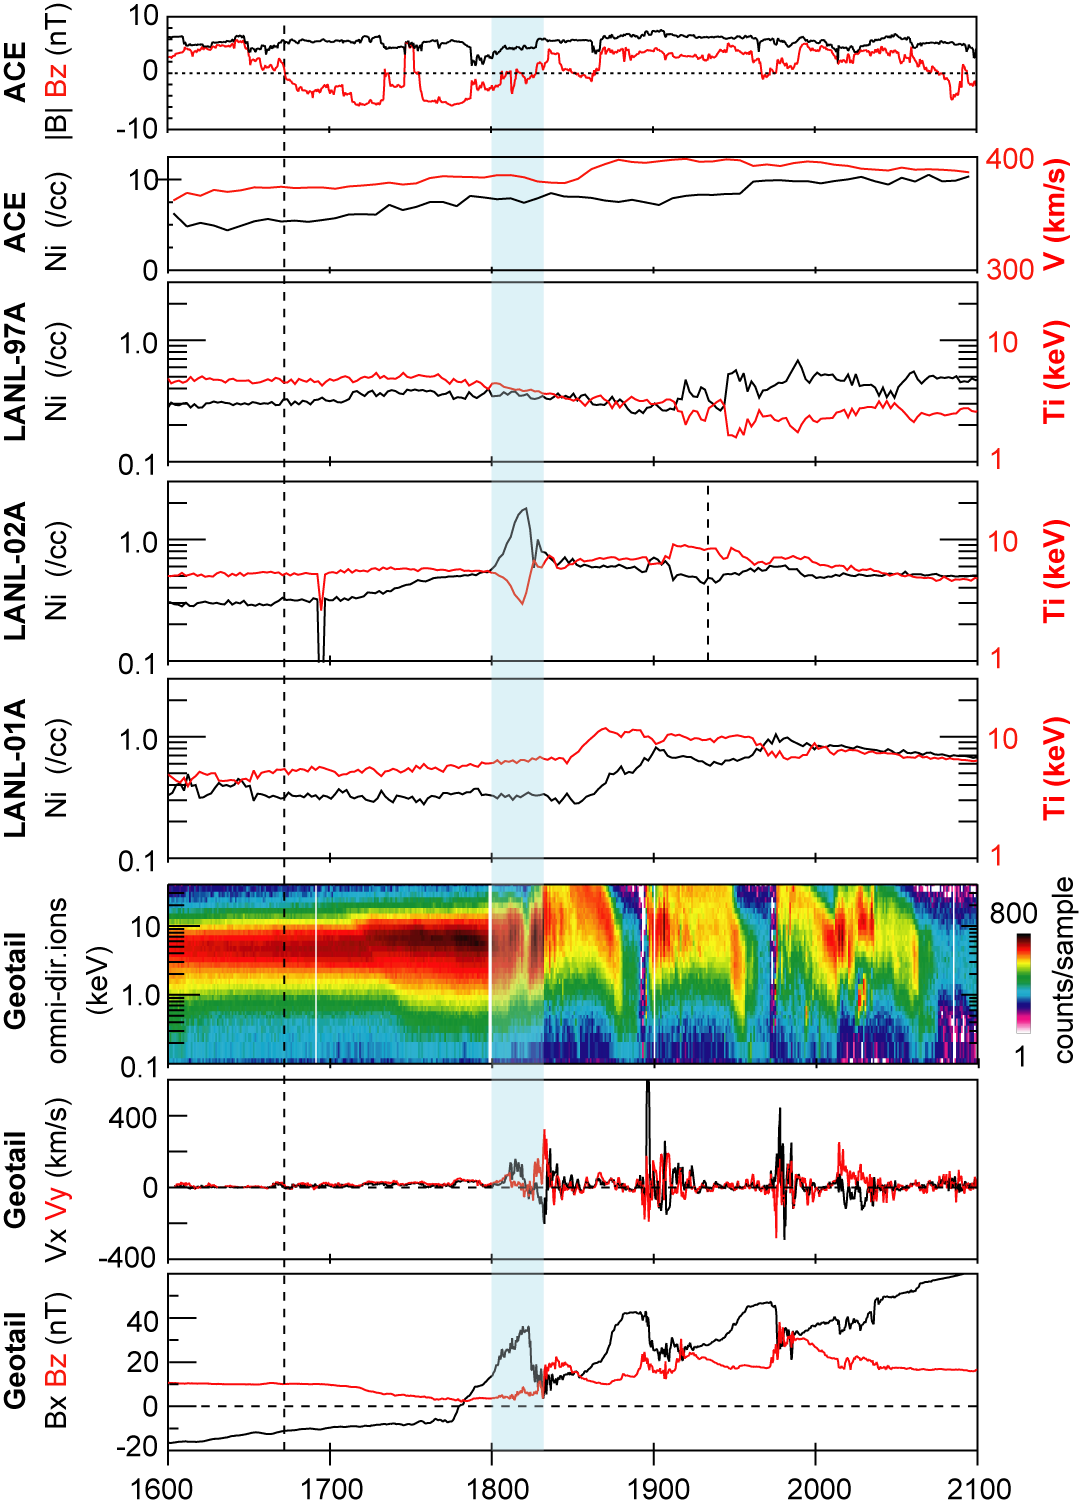 ACE
|B| Bz (nT)
10
0
-10
ACE
Ni (/cc)
10
0
400
300
V (km/s)
LANL-97A
Ni (/cc)
1.0
0.1
10
1
Ti (keV)
LANL-02A
Ni (/cc)
1.0
0.1
10
1
Ti (keV)
LANL-01A
Ni (/cc)
1.0
0.1
10
1
Ti (keV)
Geotail
omni-dir.ions
(keV)
10
1.0
0.1
800
1
counts/sample
Geotail
Vx Vy (km/s)
400
0
-400
Geotail
Bx Bz (nT)
40
20
0
-20
1600 1700 1800 1900 2000 2100